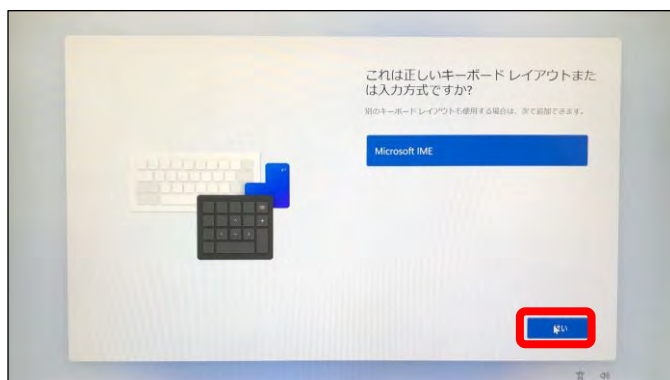 これは正しいキーボード レイアウトまた
は入力方式ですか?
別のキーボード レイアウトも使用する場合は、次で追加できます。
Microsoft IME
はい